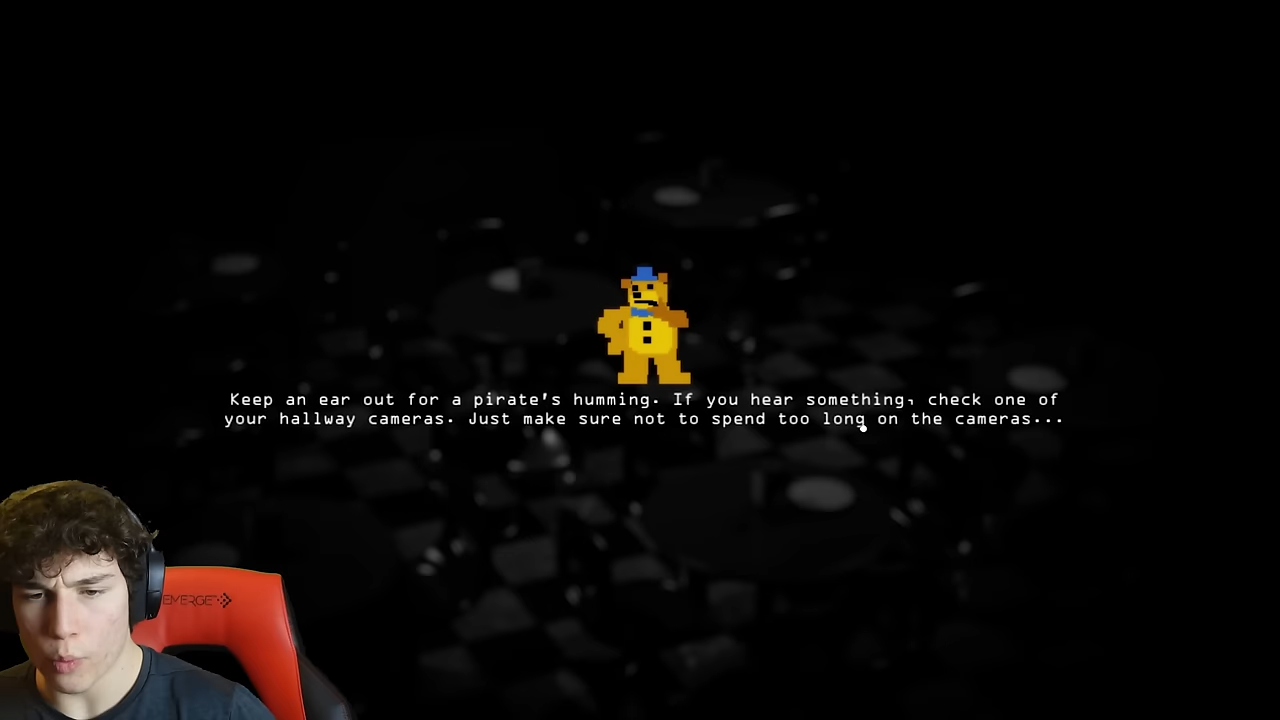 Keep an ear out for a pirate's humming. If you hear something, check one of
your hallway cameras. Just make sure not to spend too long on the cameras...
EMERGE